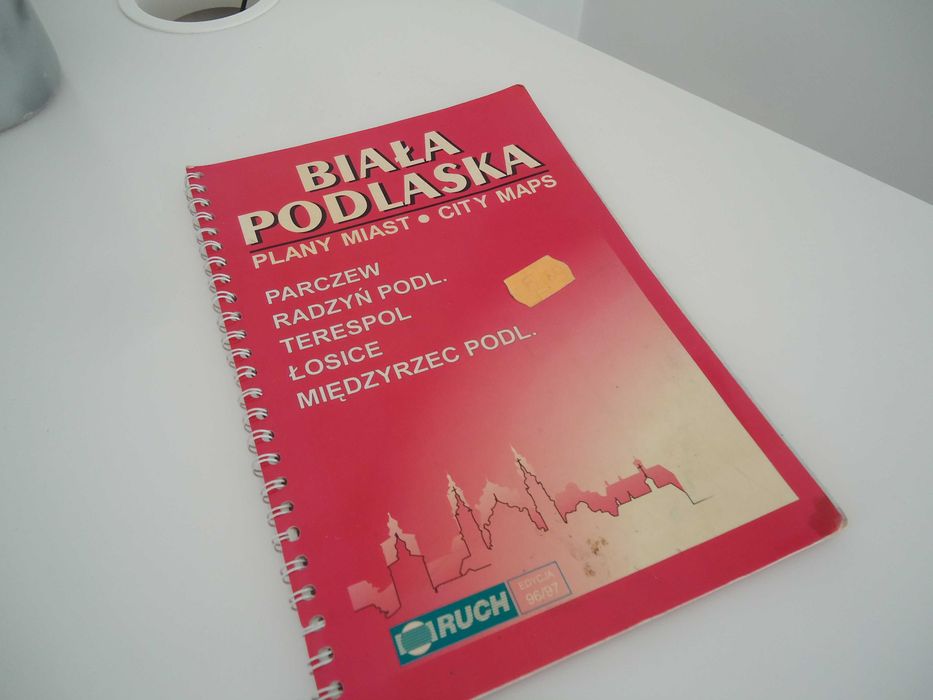 BIAŁA
PODLASKA
PLANY MIAST • CITY MAPS
PARCZEW
RADZYŃ PODL.
TERESPOL
ŁOSICE
MIĘDZYRZEC PODL.
RUCH
EDYCJA
96/97